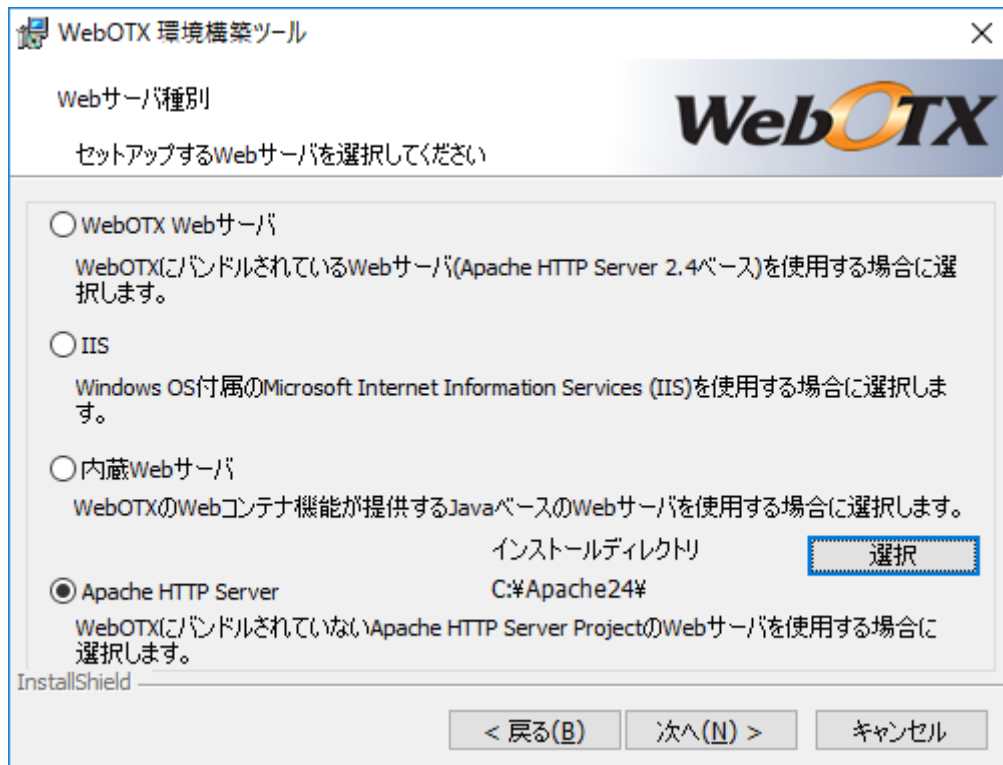 WebOTX 環境構築ツール
Webサーバ種別
WebOTX
セットアップするWebサーバを選択してください
WebOTX Webサーバ
WebOTXにバンドルされているWebサーバ(Apache HTTP Server 2.4ベース)を使用する場合に選
択します。
IIS
Windows OS付属のMicrosoft Internet Information Services (IIS)を使用する場合に選択しま
す。
内蔵Webサーバ
WebOTXのWebコンテナ機能が提供するJavaベースのWebサーバを使用する場合に選択します。
インストールディレクトリ
選択
Apache HTTP Server
C:¥Apache24¥
WebOTXにバンドルされていないApache HTTP Server ProjectのWebサーバを使用する場合に
選択します。
InstallShield
< 戻る(B)
次へ(N) >
キャンセル